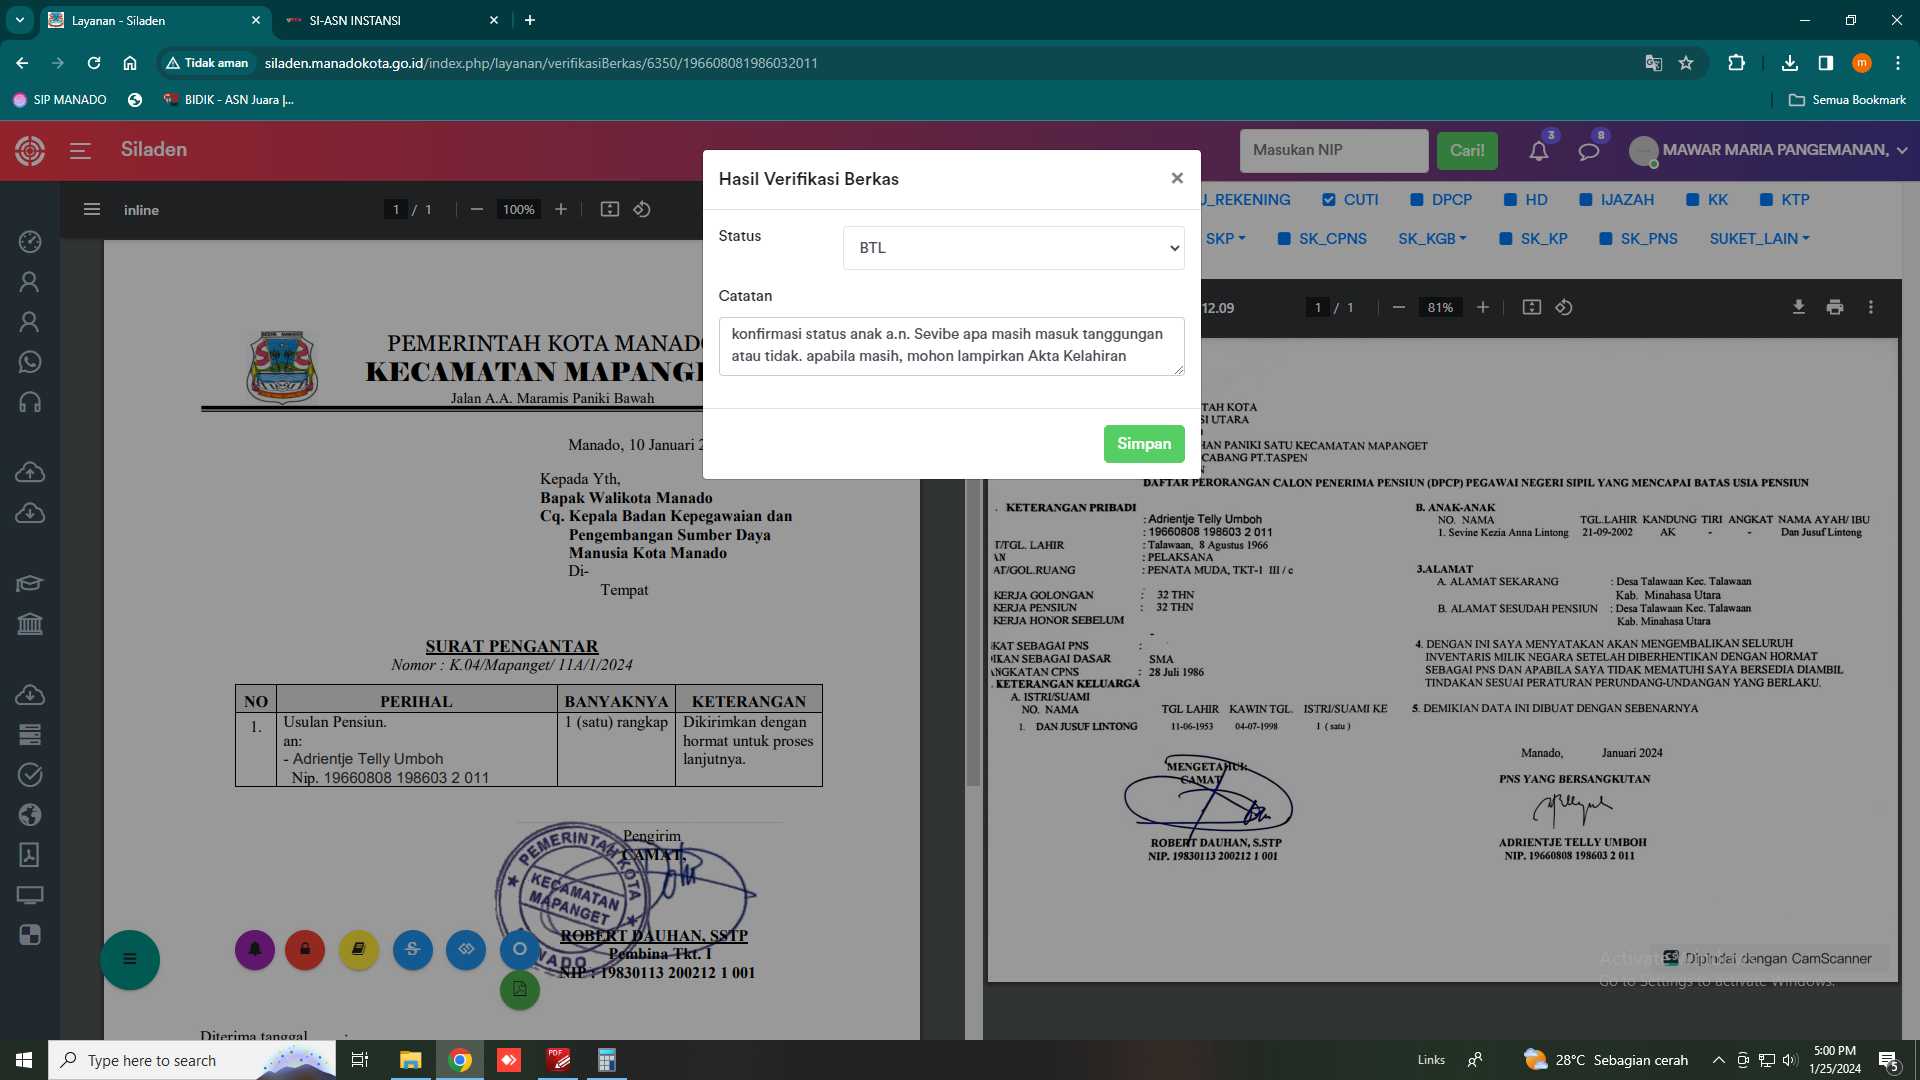 Layanan - Siladen
SI-ASN INSTANSI
Tidak aman
siladen.manadokota.go.id/index.php/layanan/verifikasiBerkas/6350/196608081986032011
m
SIP MANADO
BIDIK - ASN Juara |...
Semua Bookmark
Siladen
Masukan NIP
Cari!
3
8
MAWAR MARIA PANGEMANAN,
inline
1 / 1
100%
U_REKENING
CUTI
DPCP
HD
IJAZAH
KK
KTP
SKP
SK_CPNS
SK_KGB
SK_KP
SK_PNS
SUKET_LAIN
12.09
1 / 1
81%
Hasil Verifikasi Berkas
×
Status
BTL
Catatan
konfirmasi status anak a.n. Sevibe apa masih masuk tanggungan
atau tidak. apabila masih, mohon lampirkan Akta Kelahiran
Simpan
PEMERINTAH KOTA MANADO
KECAMATAN MAPANGE
Jalan A.A. Maramis Paniki Bawah
Manado, 10 Januari 2
Kepada Yth,
Bapak Walikota Manado
Cq. Kepala Badan Kepegawaian dan
Pengembangan Sumber Daya
Manusia Kota Manado
Di-
Tempat
SURAT PENGANTAR
Nomor : K.04/Mapanget/ 11A/1/2024
NO PERIHAL BANYAKNYA KETERANGAN
1. Usulan Pensiun. 1 (satu) rangkap Dikirimkan dengan
an: hormat untuk proses
- Adrientje Telly Umboh lanjutnya.
Nip. 19660808 198603 2 011
Pengirim
CAMAT,
PEMERINTAH KOTA
KECAMATAN
MAPANGET
NADO
ROBERT DAUHAN, SSTP
Pembina Tkt. I
NIP : 19830113 200212 1 001
Diterima tanggal :
TAH KOTA
SI UTARA
HAN PANIKI SATU KECAMATAN MAPANGET
CABANG PT.TASPEN
DAFTAR PERORANGAN CALON PENERIMA PENSIUN (DPCP) PEGAWAI NEGERI SIPIL YANG MENCAPAI BATAS USIA PENSIUN
. KETERANGAN PRIBADI
: Adrientje Telly Umboh
: 19660808 198603 2 011
T/TGL. LAHIR : Talawaan, 8 Agustus 1966
AN : PELAKSANA
AT/GOL.RUANG : PENATA MUDA, TKT-1 III / c
KERJA GOLONGAN : 32 THN
KERJA PENSIUN : 32 THN
KERJA HONOR SEBELUM
-
KAT SEBAGAI PNS :
IKAN SEBAGAI DASAR SMA
ANGKATAN CPNS : 28 Juli 1986
. KETERANGAN KELUARGA
A. ISTRI/SUAMI
NO. NAMA TGL LAHIR KAWIN TGL. ISTRI/SUAMI KE
1. DAN JUSUF LINTONG 11-06-1953 04-07-1998 1 ( satu )
MENGETAHUI:
CAMAT
ROBERT DAUHAN, S.STP
NIP. 19830113 200212 1 001
B. ANAK-ANAK
NO. NAMA TGL.LAHIR KANDUNG TIRI ANGKAT NAMA AYAH/ IBU
1. Sevine Kezia Anna Lintong 21-09-2002 AK - - Dan Jusuf Lintong
3.ALAMAT
A. ALAMAT SEKARANG : Desa Talawaan Kec. Talawaan
Kab. Minahasa Utara
B. ALAMAT SESUDAH PENSIUN : Desa Talawaan Kec. Talawaan
Kab. Minahasa Utara
4. DENGAN INI SAYA MENYATAKAN AKAN MENGEMBALIKAN SELURUH
INVENTARIS MILIK NEGARA SETELAH DIBERHENTIKAN DENGAN HORMAT
SEBAGAI PNS DAN APABILA SAYA TIDAK MEMATUHI SAYA BERSEDIA DIAMBIL
TINDAKAN SESUAI PERATURAN PERUNDANG-UNDANGAN YANG BERLAKU.
5. DEMIKIAN DATA INI DIBUAT DENGAN SEBENARNYA
Manado, Januari 2024
PNS YANG BERSANGKUTAN
ADRIENTJE TELLY UMBOH
NIP. 19660808 198603 2 011
CS Dipindai dengan CamScanner
Activate Windows
Go to Settings to activate Windows.
Type here to search
PDF
Links
28°C Sebagian cerah
5:00 PM
1/25/2024
5